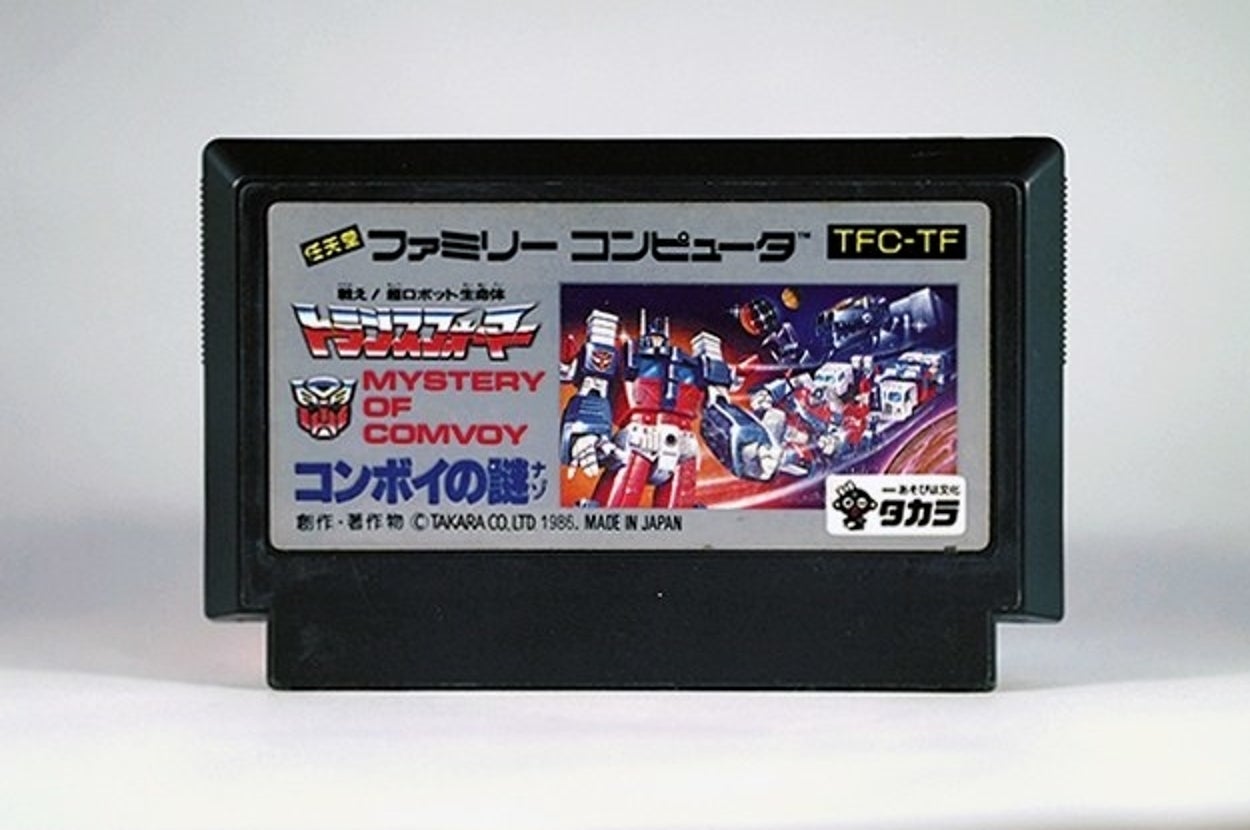 任天堂 ファミリー コンピュータ™ TFC-TF
戦え！超ロボット生命体
トランスフォーマー
MYSTERY
OF
COMVOY
コンボイの謎
ナゾ
創作・著作物 ©TAKARA CO.,LTD 1986. MADE IN JAPAN
あそびは文化
タカラ